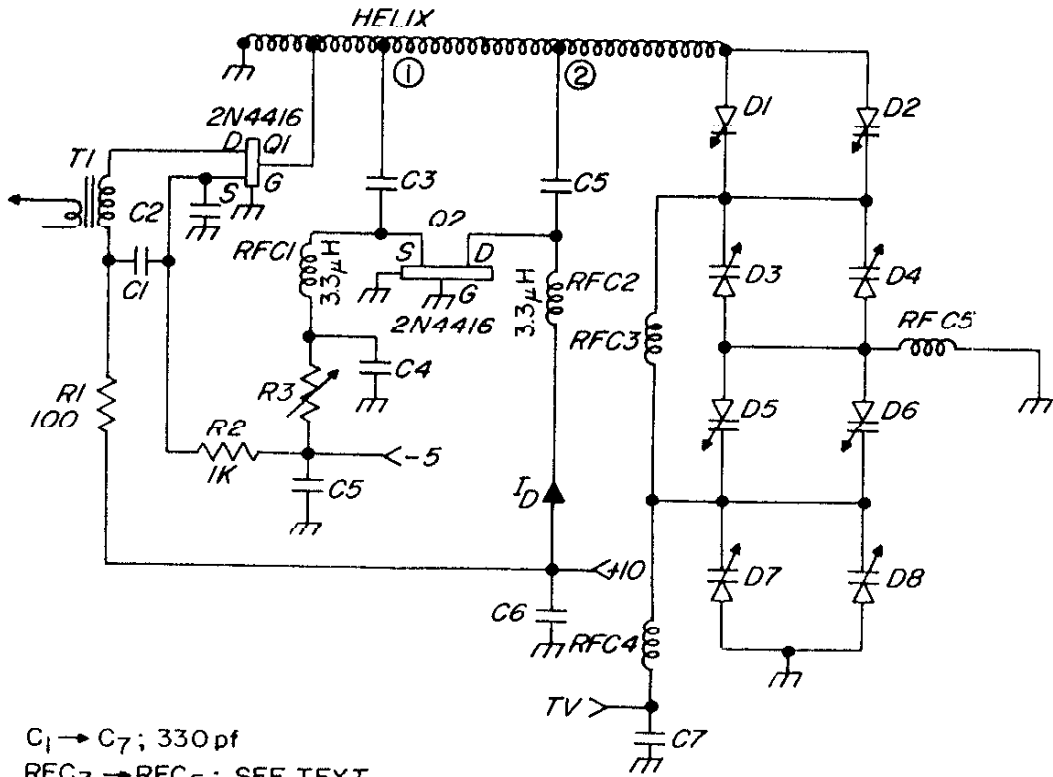 HELIX
①
②
2N4416
D Q1
T1
S
G
C2
C1
C3
C5
D1
D2
Q2
S
D
G
2N4416
RFC1
3.3μH
RFC2
3.3μH
D3
D4
RFC3
RFC5
R1
100
R3
C4
R2
1K
-5
C5
I_D
D5
D6
+10
C6
D7
D8
RFC4
TV
C7
C₁→C₇; 330 pf